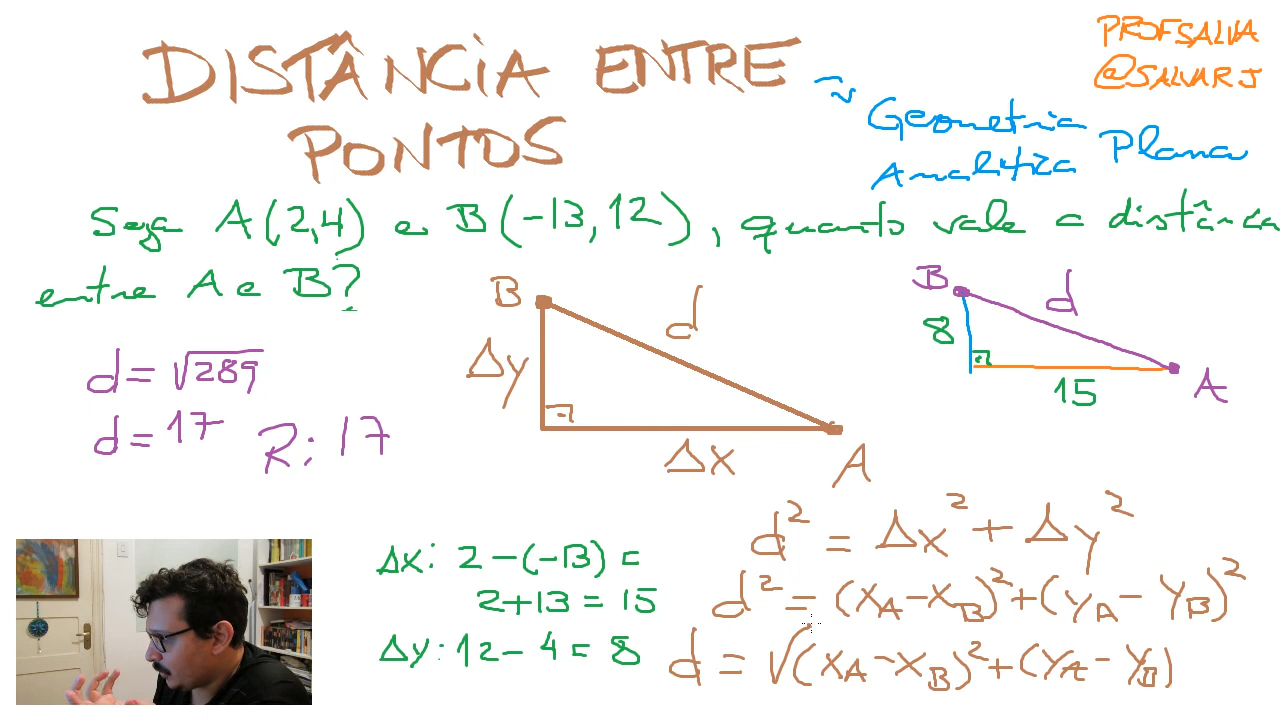 DISTÂNCIA ENTRE
PONTOS
PROFSALVA
@SALVARJ
Geometria
Analítica Plana
Seja A(2,4) e B(-13,12), quanto vale a distância
entre A e B?
d = √289
d = 17
R: 17
B
d
Δy
Δx
A
B
d
8
15
A
Δx: 2-(-13) =
2+13 = 15
Δy: 12-4 = 8
d² = Δx² + Δy²
d² = (XA-XB)² + (YA-YB)²
d = √(XA-XB)² + (YA-YB)